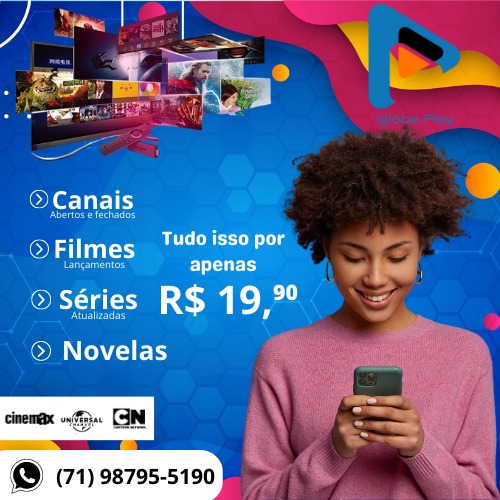 Iglobe Play
Canais
Abertos e fechados
Filmes
Lançamentos
Séries
Atualizadas
Novelas
Tudo isso por
apenas
R$ 19,90
cinemax
UNIVERSAL
CHANNEL
CN
CARTOON NETWORK
(71) 98795-5190